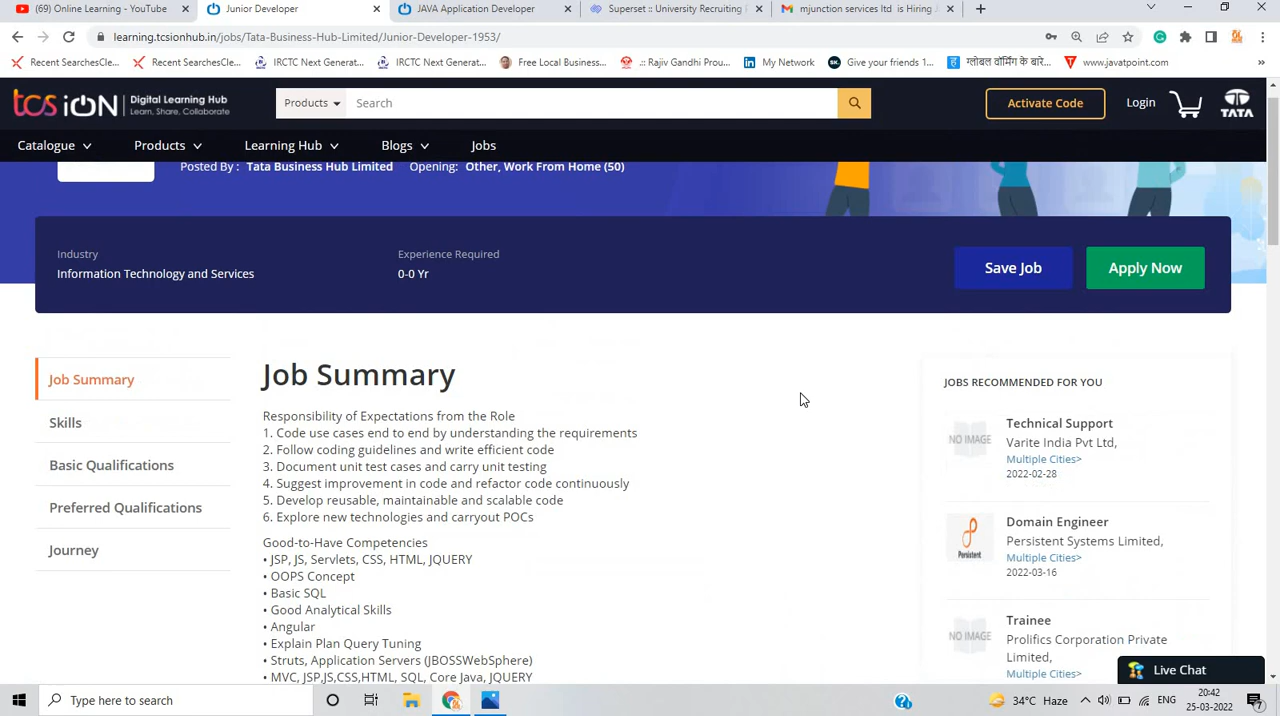 (69) Online Learning - YouTube
Junior Developer
JAVA Application Developer
Superset :: University Recruiting
mjunction services ltd is Hiring
learning.tcsionhub.in/jobs/Tata-Business-Hub-Limited/Junior-Developer-1953/
Recent SearchesCle...
Recent SearchesCle...
IRCTC Next Generat...
IRCTC Next Generat...
Free Local Business...
.:: Rajiv Gandhi Prou...
My Network
Give your friends 1...
ग्लोबल वॉर्मिंग के बारे...
www.javatpoint.com
tcs iON
Digital Learning Hub
Learn, Share, Collaborate
Products
Search
Activate Code
Login
TATA
Catalogue
Products
Learning Hub
Blogs
Jobs
Posted By : Tata Business Hub Limited
Opening: Other, Work From Home (50)
Industry
Information Technology and Services
Experience Required
0-0 Yr
Save Job
Apply Now
Job Summary
Skills
Basic Qualifications
Preferred Qualifications
Journey
Job Summary
Responsibility of Expectations from the Role
1. Code use cases end to end by understanding the requirements
2. Follow coding guidelines and write efficient code
3. Document unit test cases and carry unit testing
4. Suggest improvement in code and refactor code continuously
5. Develop reusable, maintainable and scalable code
6. Explore new technologies and carryout POCs
Good-to-Have Competencies
• JSP, JS, Servlets, CSS, HTML, JQUERY
• OOPS Concept
• Basic SQL
• Good Analytical Skills
• Angular
• Explain Plan Query Tuning
• Struts, Application Servers (JBOSSWebSphere)
• MVC, JSP,JS,CSS,HTML, SQL, Core Java, JQUERY
JOBS RECOMMENDED FOR YOU
NO IMAGE
Technical Support
Varite India Pvt Ltd,
Multiple Cities>
2022-02-28
Persistent
Domain Engineer
Persistent Systems Limited,
Multiple Cities>
2022-03-16
NO IMAGE
Trainee
Prolifics Corporation Private
Limited,
Multiple Cities>
Live Chat
Type here to search
34°C Haze
ENG
20:42
25-03-2022